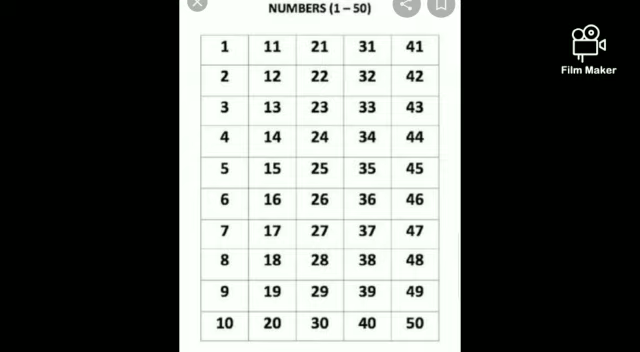 NUMBERS (1 – 50)
Film Maker
1 11 21 31 41
2 12 22 32 42
3 13 23 33 43
4 14 24 34 44
5 15 25 35 45
6 16 26 36 46
7 17 27 37 47
8 18 28 38 48
9 19 29 39 49
10 20 30 40 50